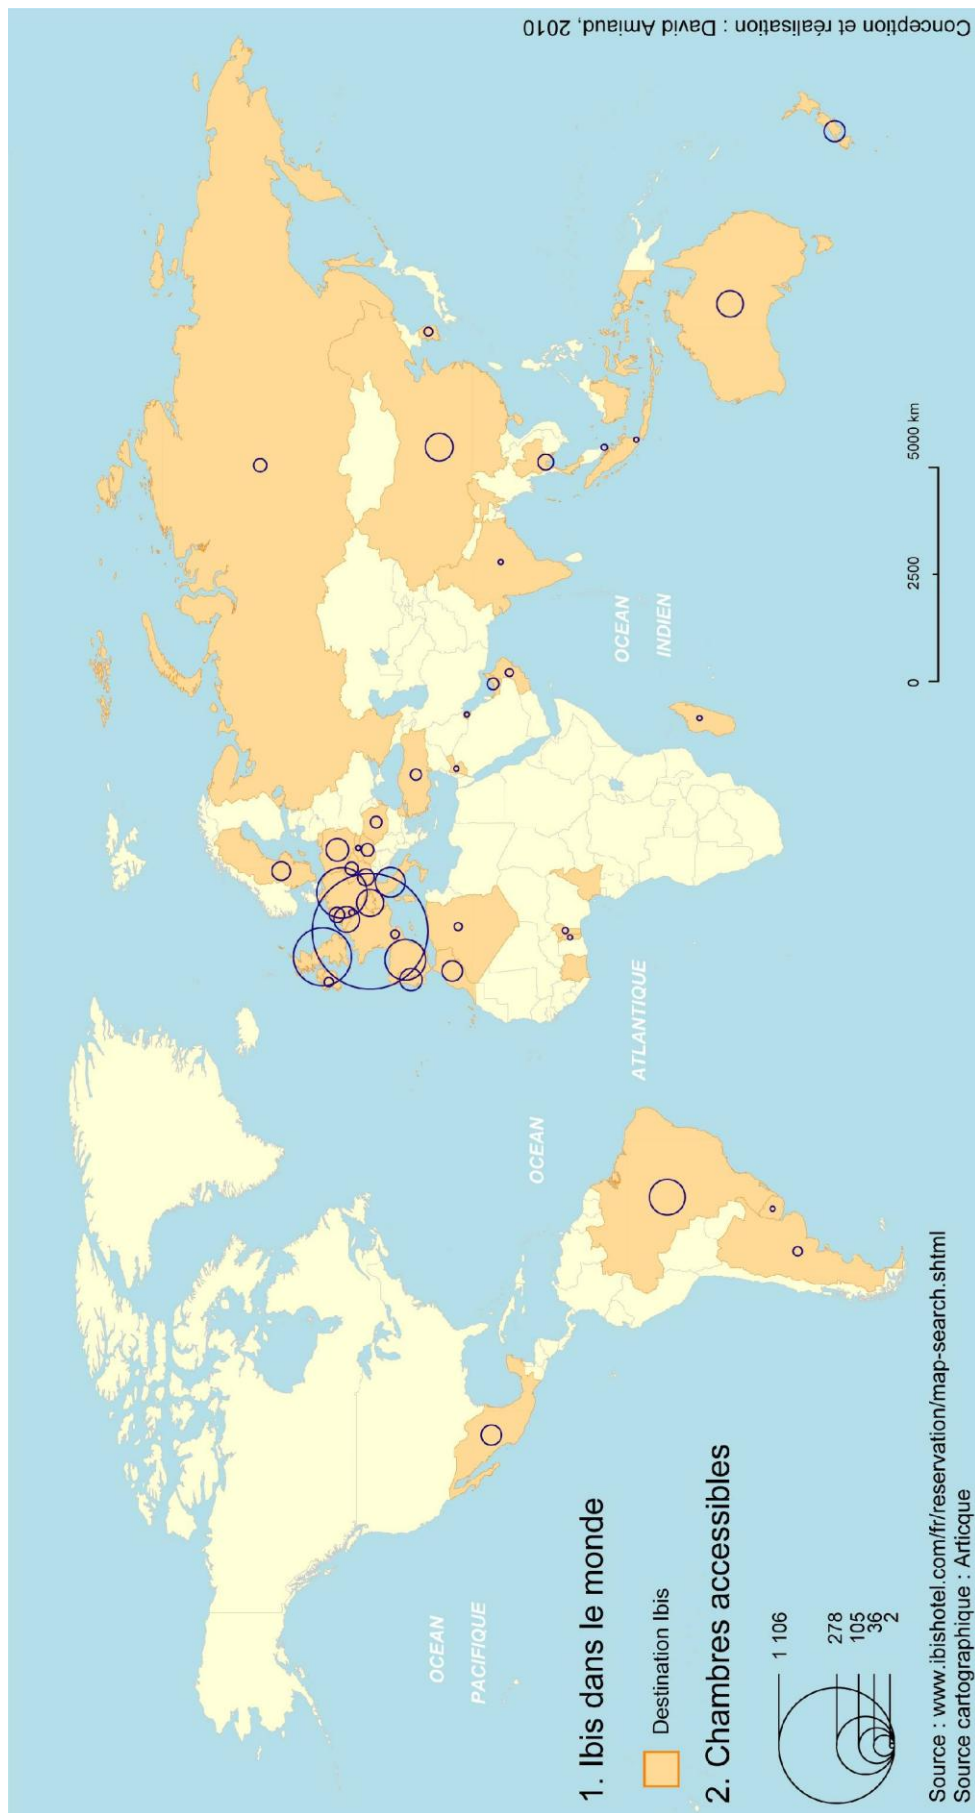 OCEAN
PACIFIQUE
OCEAN
ATLANTIQUE
OCEAN
INDIEN
1. Ibis dans le monde
Destination Ibis
2. Chambres accessibles
1 106
278
105
36
2
0 2500 5000 km
Source : www.ibishotel.com/fr/reservation/map-search.shtml
Source cartographique : Articque
Conception et réalisation : David Amiaud, 2010